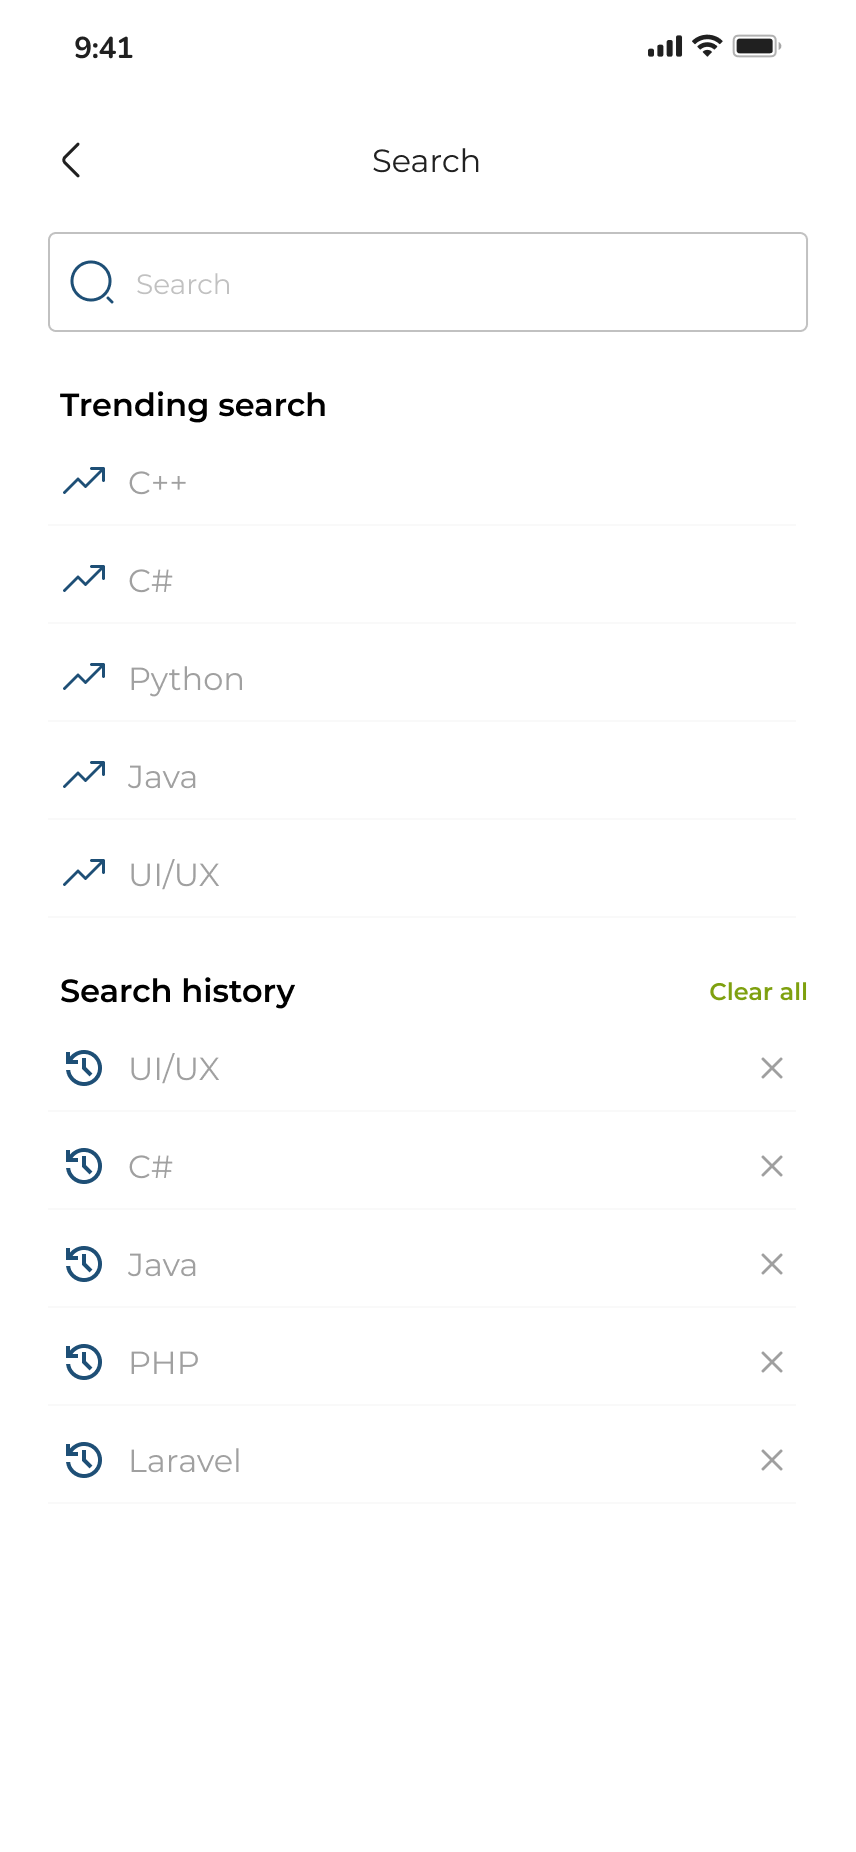 9:41
Search
Search
Trending search
C++
C#
Python
Java
UI/UX
Search history Clear all
UI/UX
C#
Java
PHP
Laravel